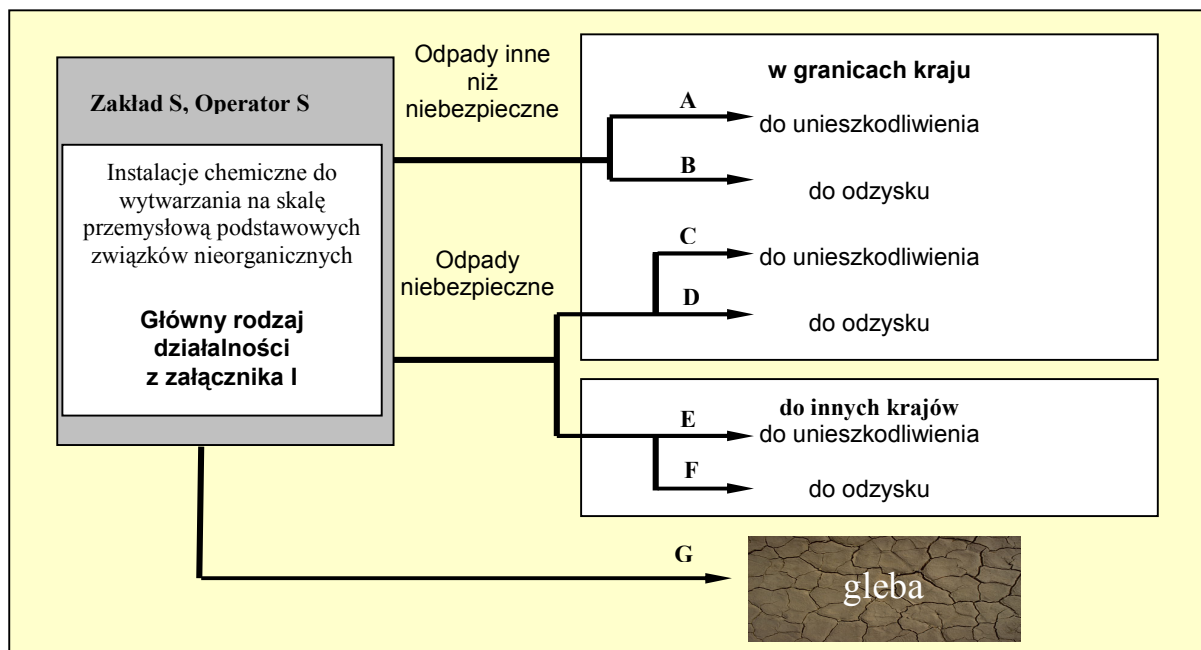 Zakład S, Operator S
Instalacje chemiczne do
wytwarzania na skalę
przemysłową podstawowych
związków nieorganicznych
Główny rodzaj
działalności
z załącznika I
Odpady inne
niż
niebezpieczne
Odpady
niebezpieczne
w granicach kraju
A
do unieszkodliwienia
B
do odzysku
C
do unieszkodliwienia
D
do odzysku
do innych krajów
E
do unieszkodliwienia
F
do odzysku
G
gleba